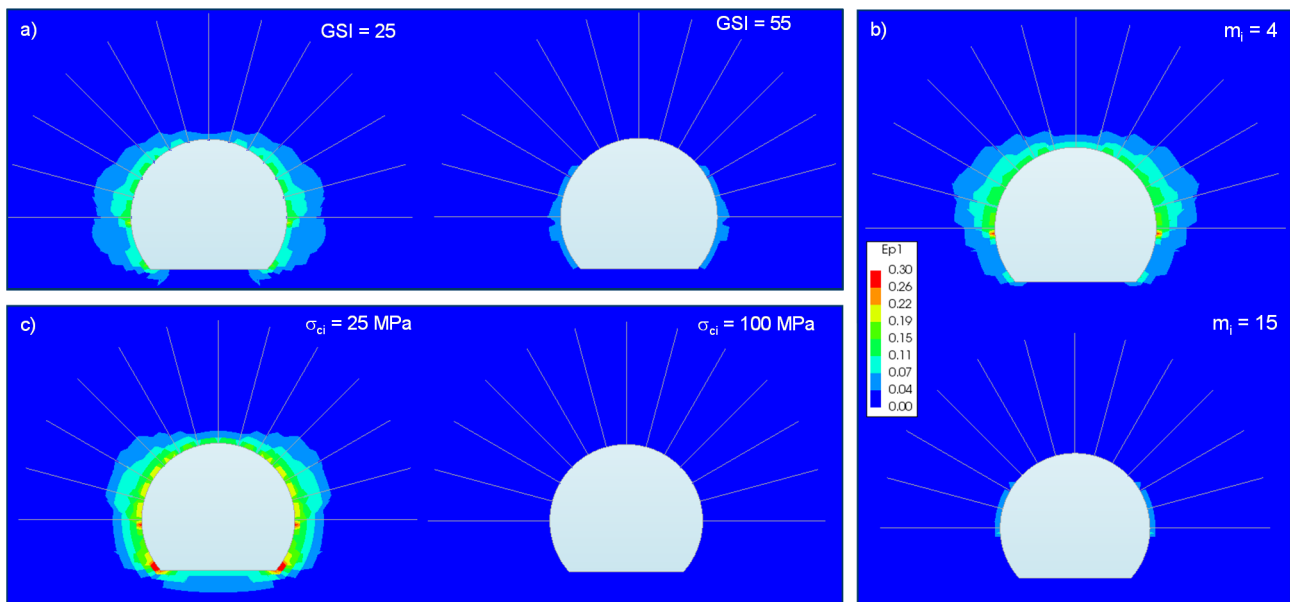 a)
GSI = 25
GSI = 55
b)
mi = 4
Ep1
0.30
0.26
0.22
0.19
0.15
0.11
0.07
0.04
0.00
mi = 15
c)
σci = 25 MPa
σci = 100 MPa